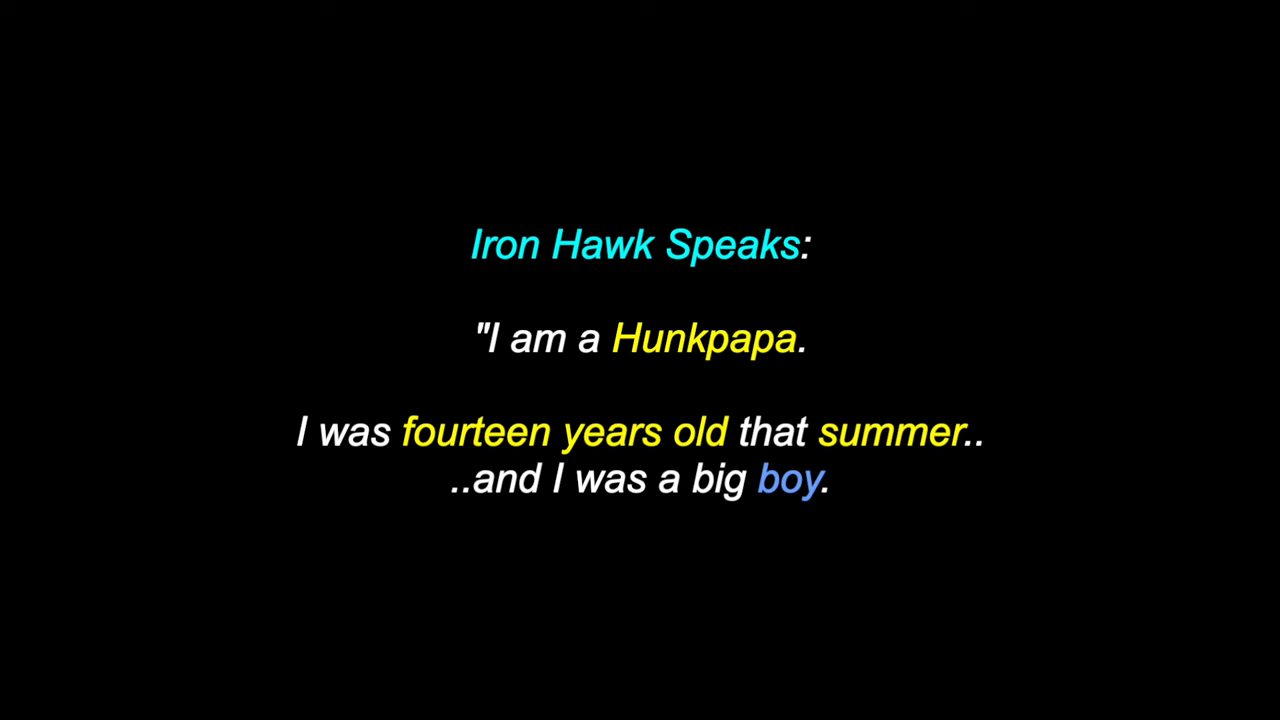 Iron Hawk Speaks:
"I am a Hunkpapa.
I was fourteen years old that summer..
..and I was a big boy.